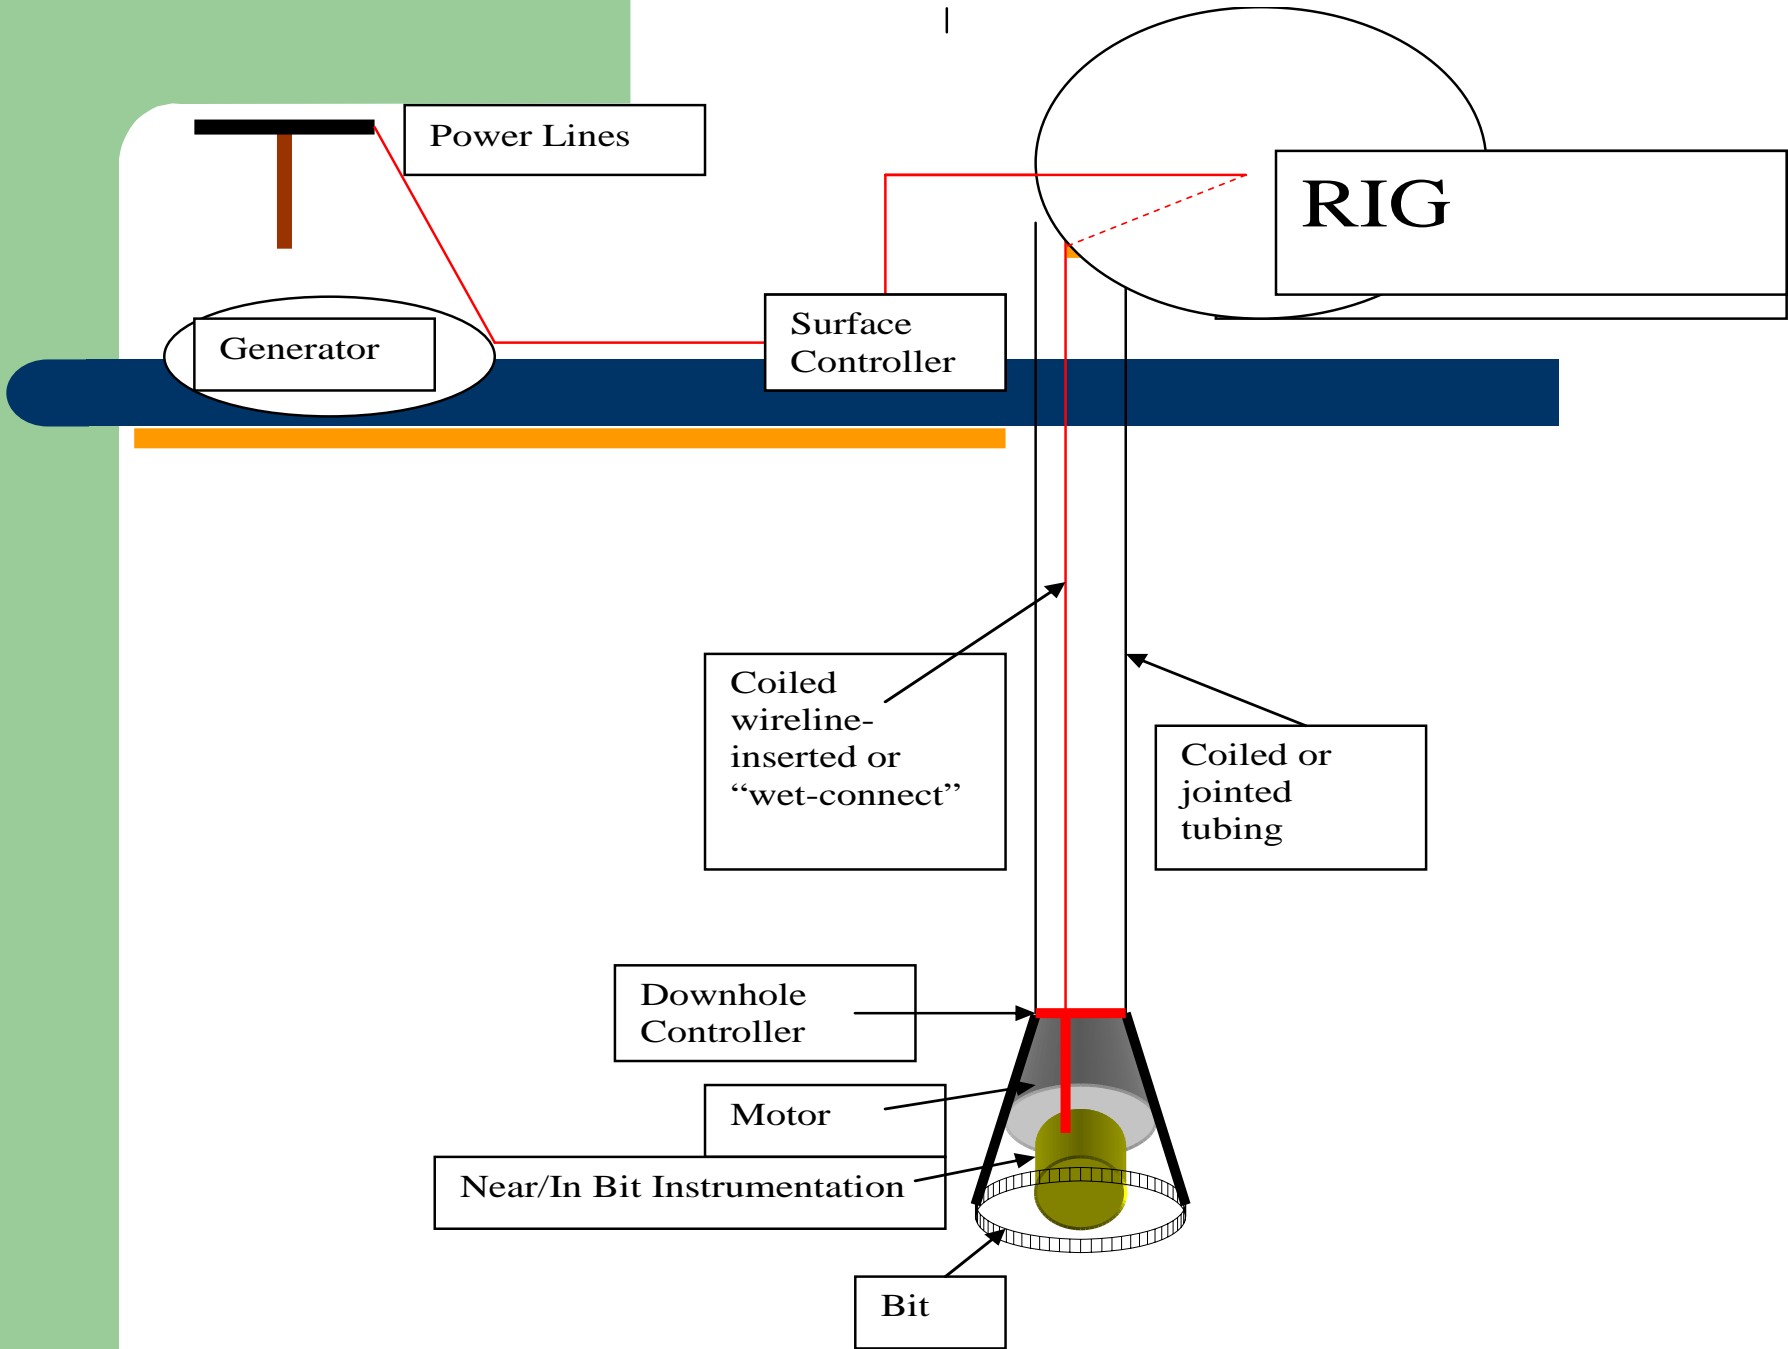 Power Lines
RIG
Generator
Surface
Controller
Coiled
wireline-
inserted or
“wet-connect”
Coiled or
jointed
tubing
Downhole
Controller
Motor
Near/In Bit Instrumentation
Bit